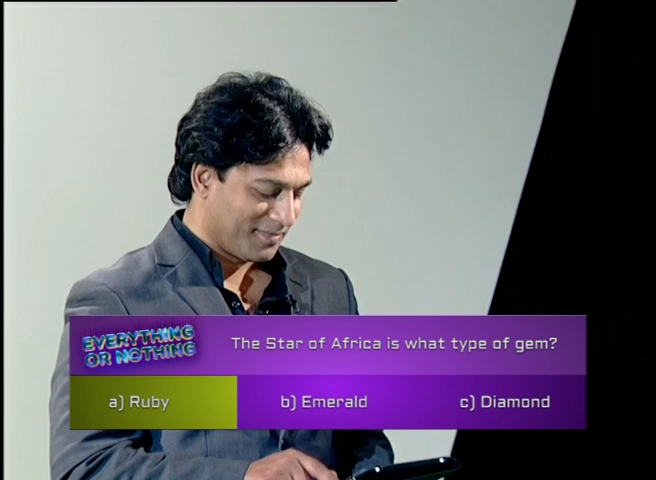 EVERYTHING
OR NOTHING
The Star of Africa is what type of gem?
a) Ruby
b) Emerald
c) Diamond